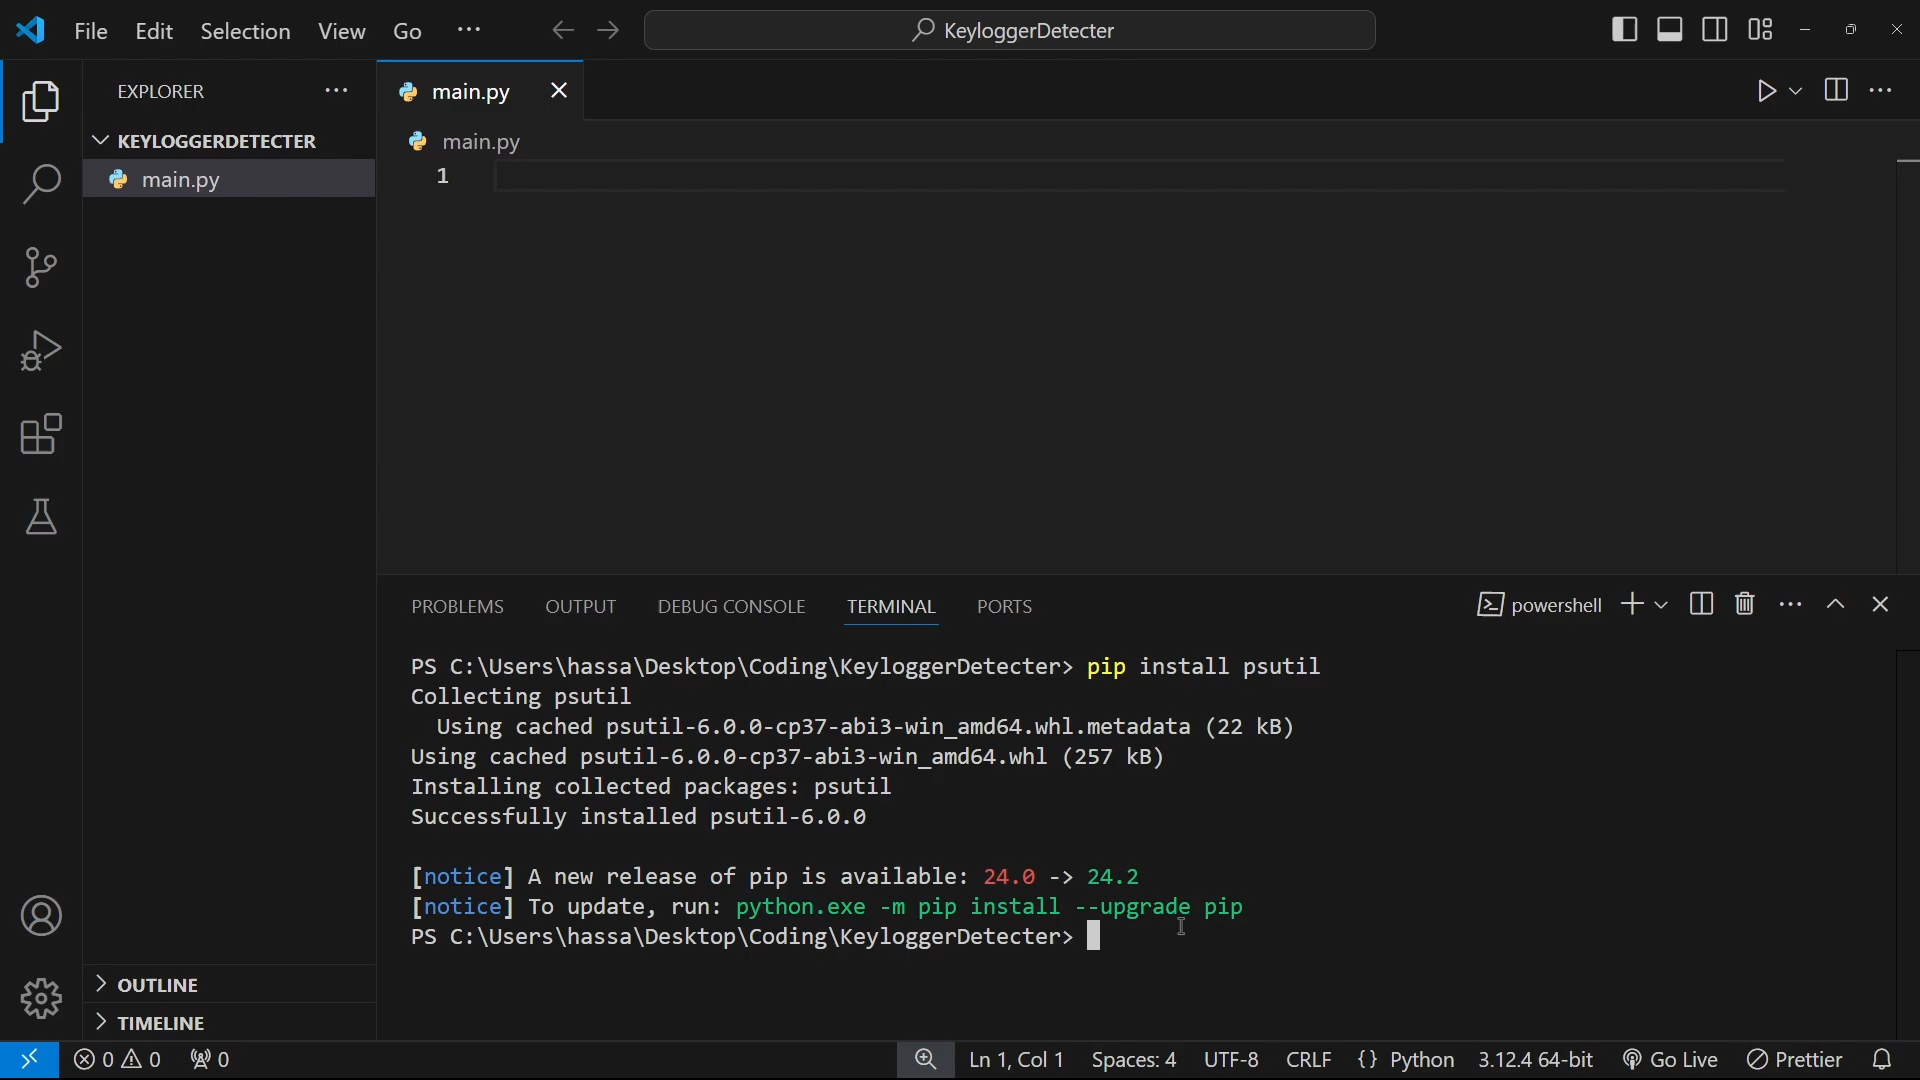 File Edit Selection View Go ···
KeyloggerDetecter
EXPLORER ···
KEYLOGGERDETECTER
main.py
OUTLINE
TIMELINE
main.py
main.py
1
PROBLEMS OUTPUT DEBUG CONSOLE TERMINAL PORTS
powershell
PS C:\Users\hassa\Desktop\Coding\KeyloggerDetecter> pip install psutil
Collecting psutil
  Using cached psutil-6.0.0-cp37-abi3-win_amd64.whl.metadata (22 kB)
Using cached psutil-6.0.0-cp37-abi3-win_amd64.whl (257 kB)
Installing collected packages: psutil
Successfully installed psutil-6.0.0
[notice] A new release of pip is available: 24.0 -> 24.2
[notice] To update, run: python.exe -m pip install --upgrade pip
PS C:\Users\hassa\Desktop\Coding\KeyloggerDetecter>
0 0 0 Ln 1, Col 1 Spaces: 4 UTF-8 CRLF {} Python 3.12.4 64-bit Go Live Prettier